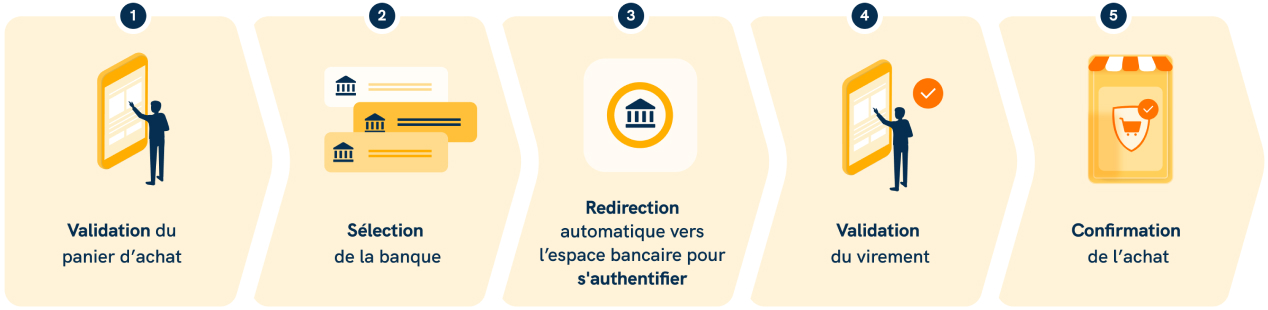 1
Validation du
panier d’achat
2
Sélection
de la banque
3
Redirection
automatique vers
l’espace bancaire pour
s'authentifier
4
Validation
du virement
5
Confirmation
de l’achat